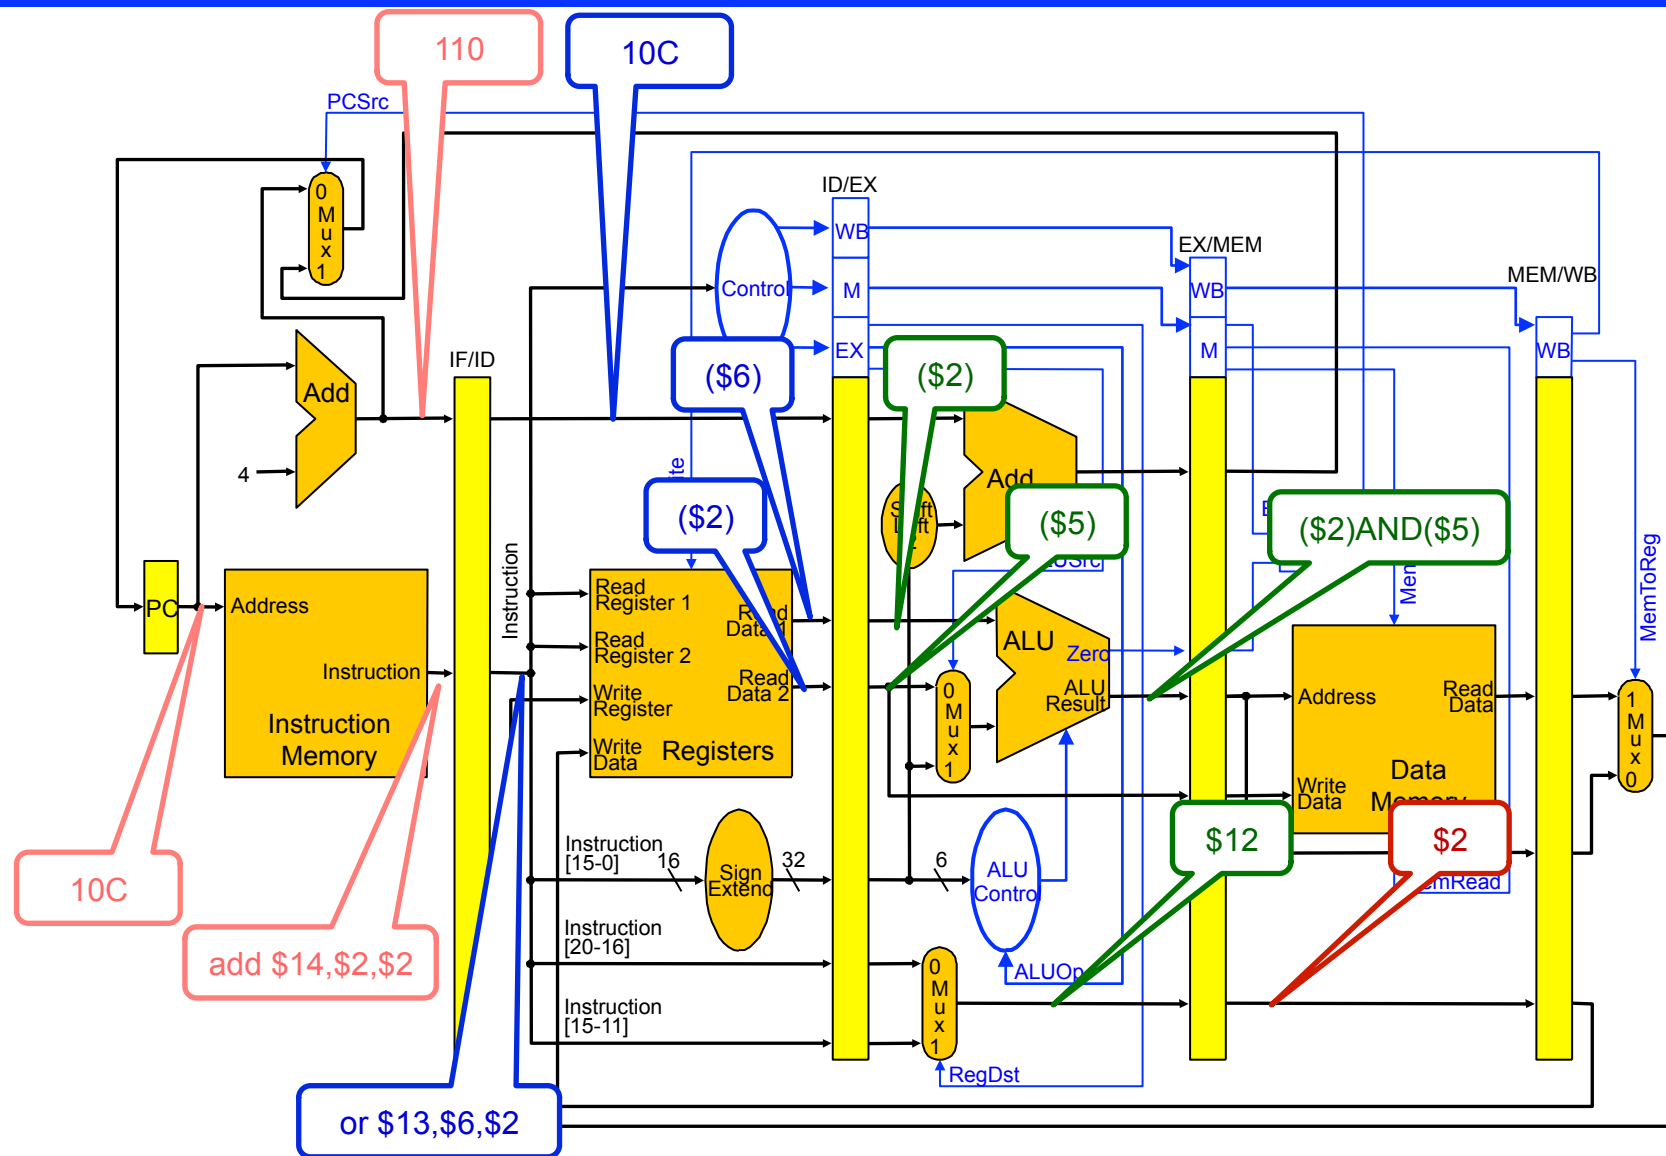 110
10C
PCSrc
0
M
u
x
1
ID/EX
WB
EX/MEM
MEM/WB
Control
M
WB
EX
M
WB
IF/ID
($6)
($2)
Add
4
Add
($2)
($5)
($2)AND($5)
MemToReg
Instruction
PC
Address
Instruction
Instruction
Memory
Read
Register 1
Read
Register 2
Write
Register
Write
Data
Registers
Read
Data 1
Read
Data 2
ALU
Zero
ALU
Result
0
M
u
x
1
Address
Read
Data
Write
Data
Data
Memory
1
M
u
x
0
$12
$2
10C
add $14,$2,$2
Instruction
[15-0]
16
Sign
Extend
32
6
ALU
Control
Instruction
[20-16]
0
M
u
x
1
ALUOp
Instruction
[15-11]
RegDst
or $13,$6,$2